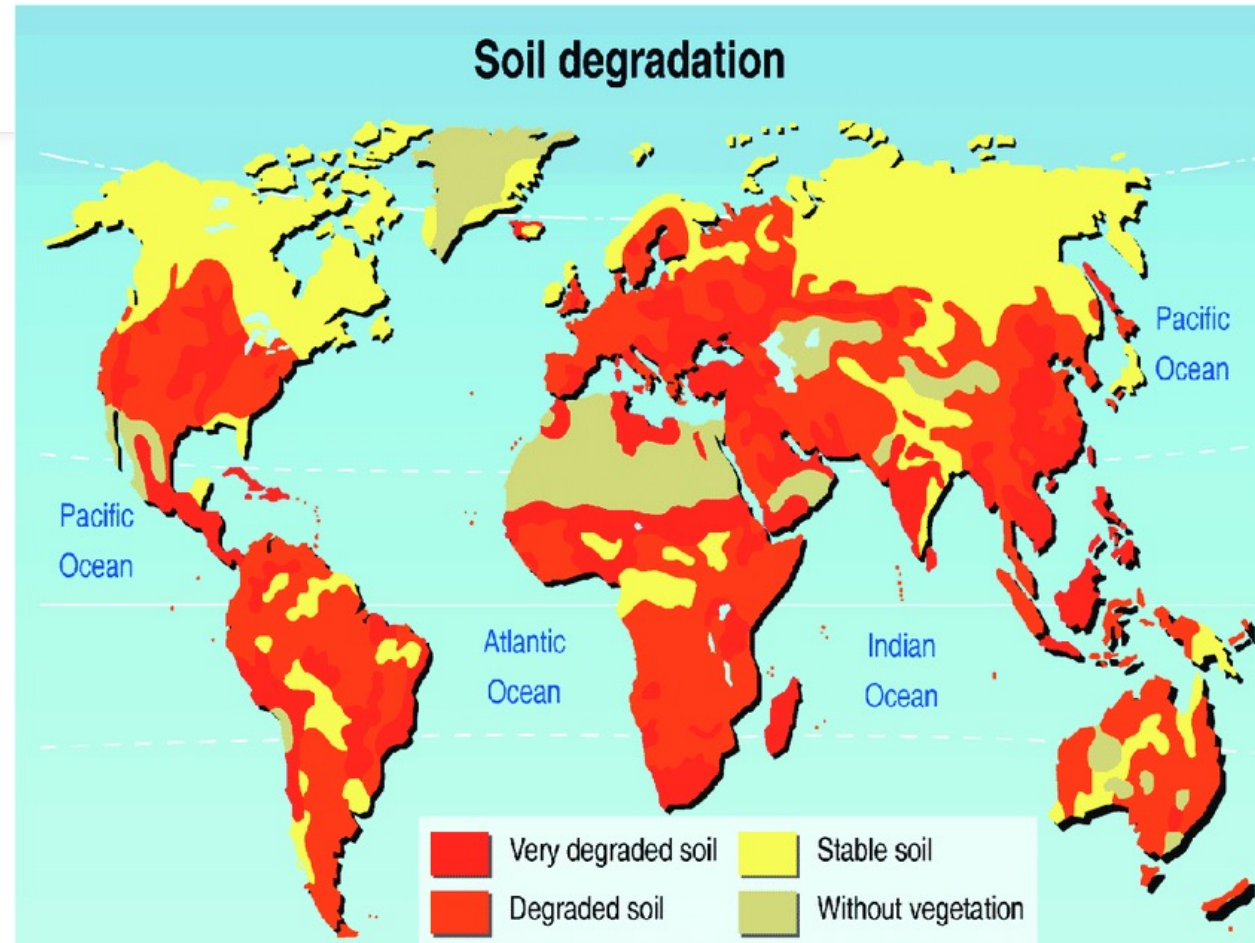 Soil degradation
Pacific
Ocean
Pacific
Ocean
Atlantic
Ocean
Indian
Ocean
Very degraded soil
Stable soil
Degraded soil
Without vegetation